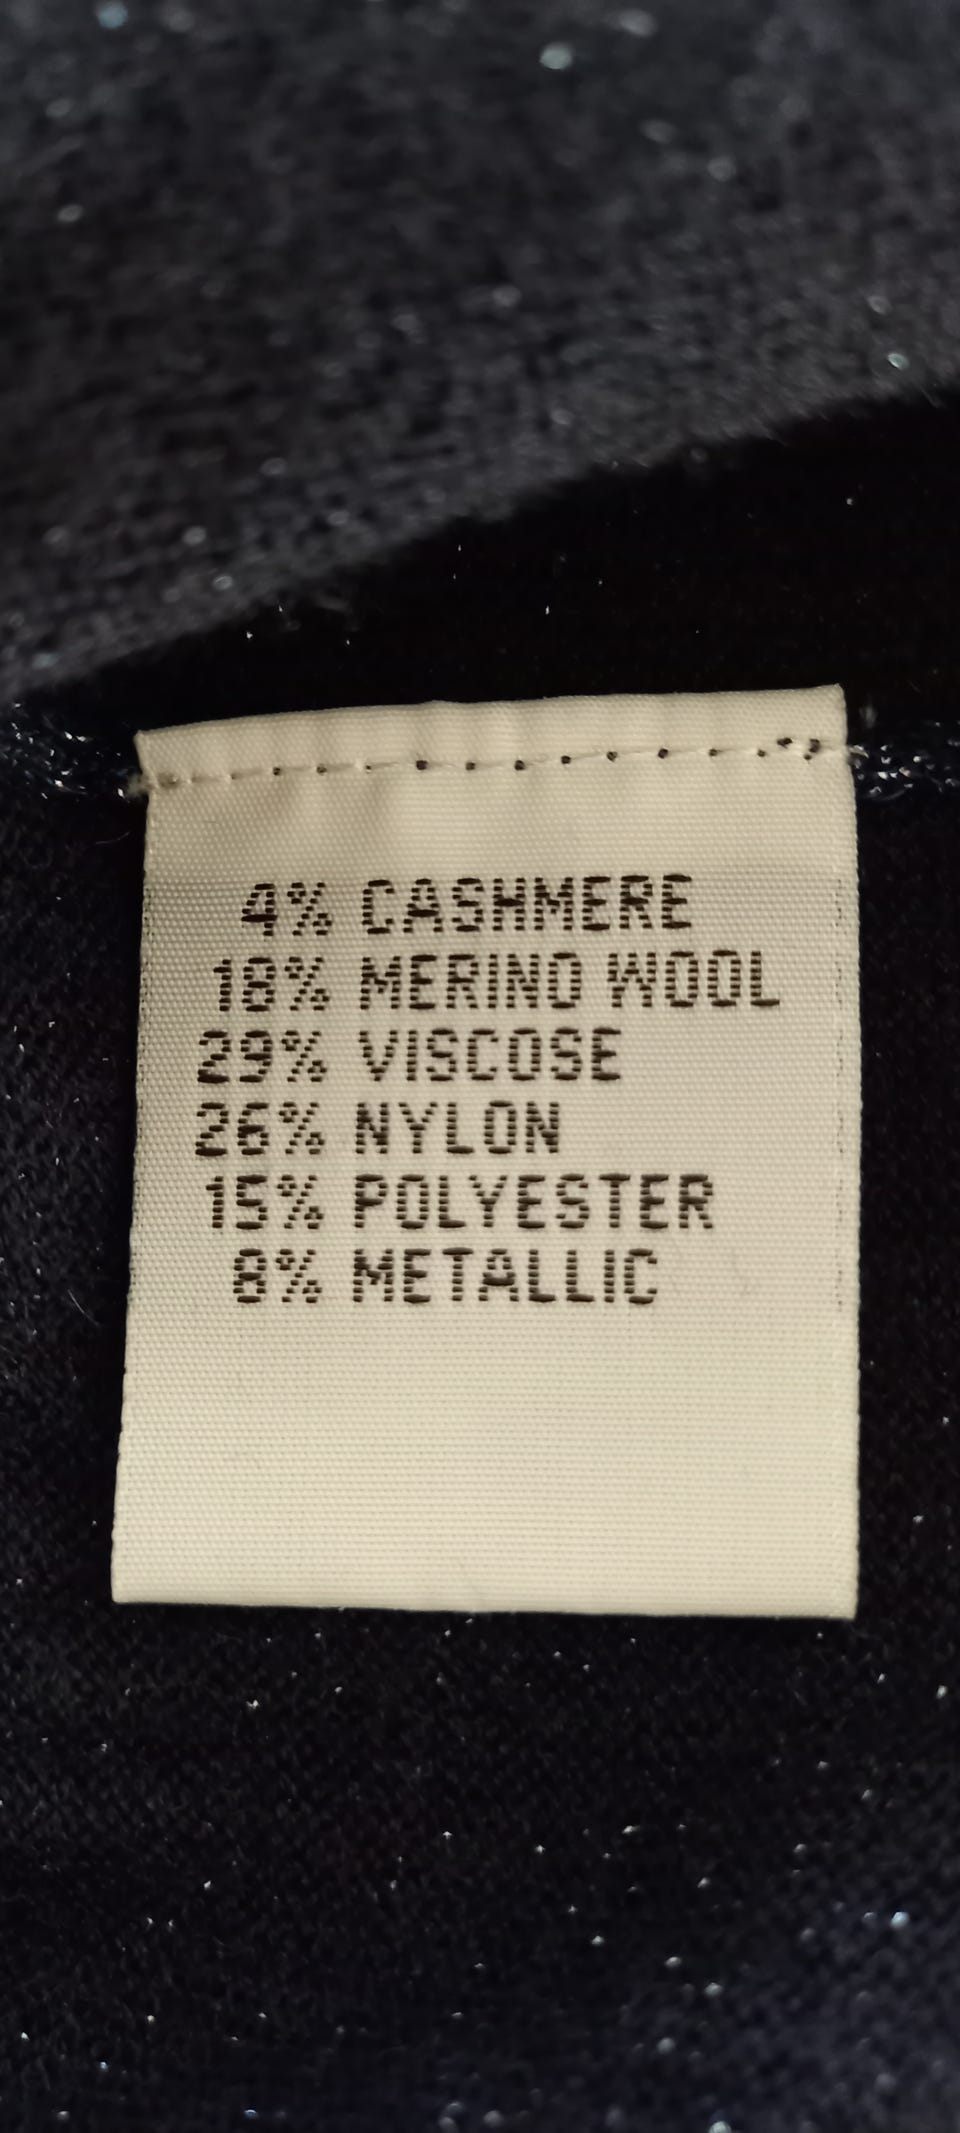 4% CASHMERE
18% MERINO WOOL
29% VISCOSE
26% NYLON
15% POLYESTER
8% METALLIC